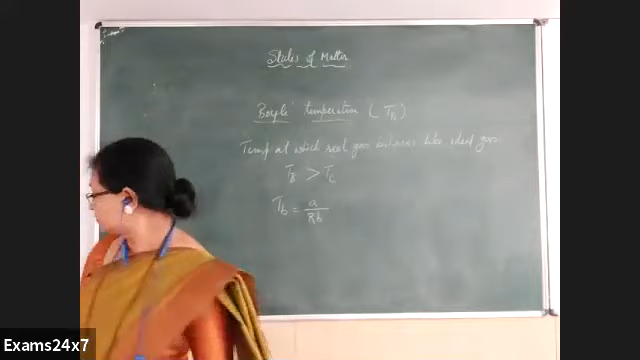 States of Matter
Boyle' temperature (T_B)
Temp at which real gas behaves like ideal gas.
T_B > T_C
T_b = a/Rb
Exams24x7